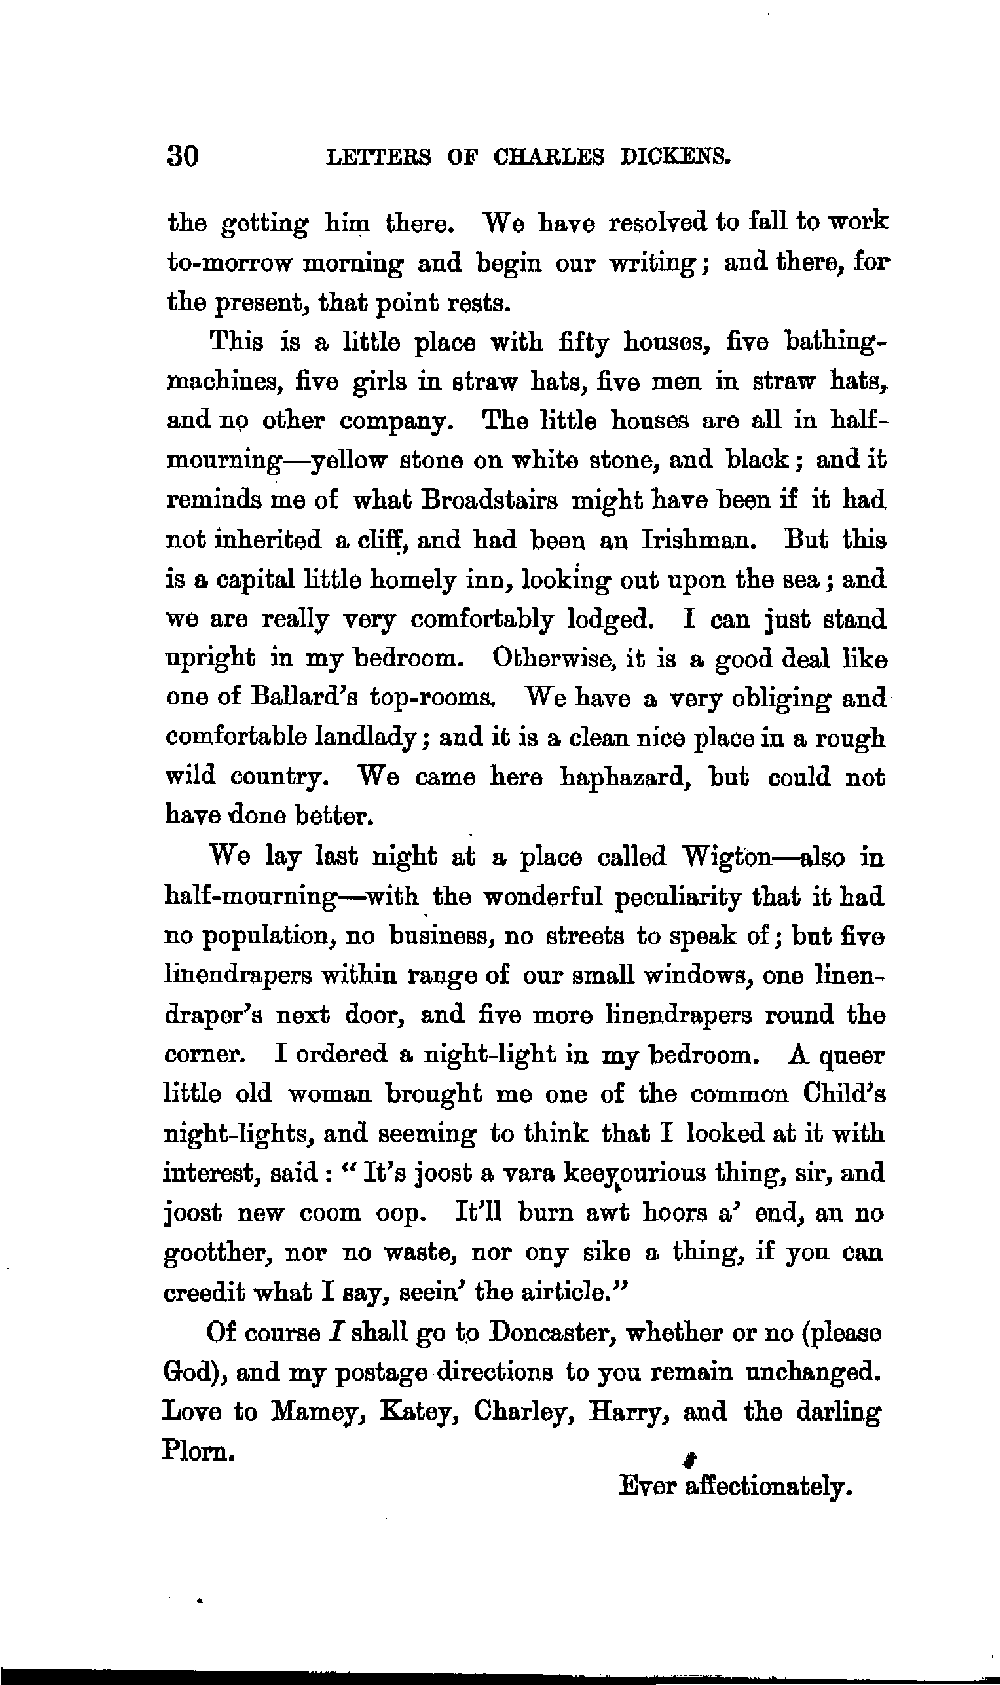 30 LETTERS OF CHARLES DICKENS.
the getting him there. We have resolved to fall to work
to-morrow morning and begin our writing; and there, for
the present, that point rests.
This is a little place with fifty houses, five bathing-
machines, five girls in straw hats, five men in straw hats,
and no other company. The little houses are all in half-
mourning—yellow stone on white stone, and black; and it
reminds me of what Broadstairs might have been if it had
not inherited a cliff, and had been an Irishman. But this
is a capital little homely inn, looking out upon the sea; and
we are really very comfortably lodged. I can just stand
upright in my bedroom. Otherwise, it is a good deal like
one of Ballard's top-rooms. We have a very obliging and
comfortable landlady; and it is a clean nice place in a rough
wild country. We came here haphazard, but could not
have done better.
We lay last night at a place called Wigton—also in
half-mourning—with the wonderful peculiarity that it had
no population, no business, no streets to speak of; but five
linendrapers within range of our small windows, one linen-
draper's next door, and five more linendrapers round the
corner. I ordered a night-light in my bedroom. A queer
little old woman brought me one of the common Child's
night-lights, and seeming to think that I looked at it with
interest, said: "It's joost a vara keeyourious thing, sir, and
joost new coom oop. It'll burn awt hoors a' end, an no
gootther, nor no waste, nor ony sike a thing, if you can
creedit what I say, seein' the airticle."
Of course I shall go to Doncaster, whether or no (please
God), and my postage directions to you remain unchanged.
Love to Mamey, Katey, Charley, Harry, and the darling
Plorn.
Ever affectionately.